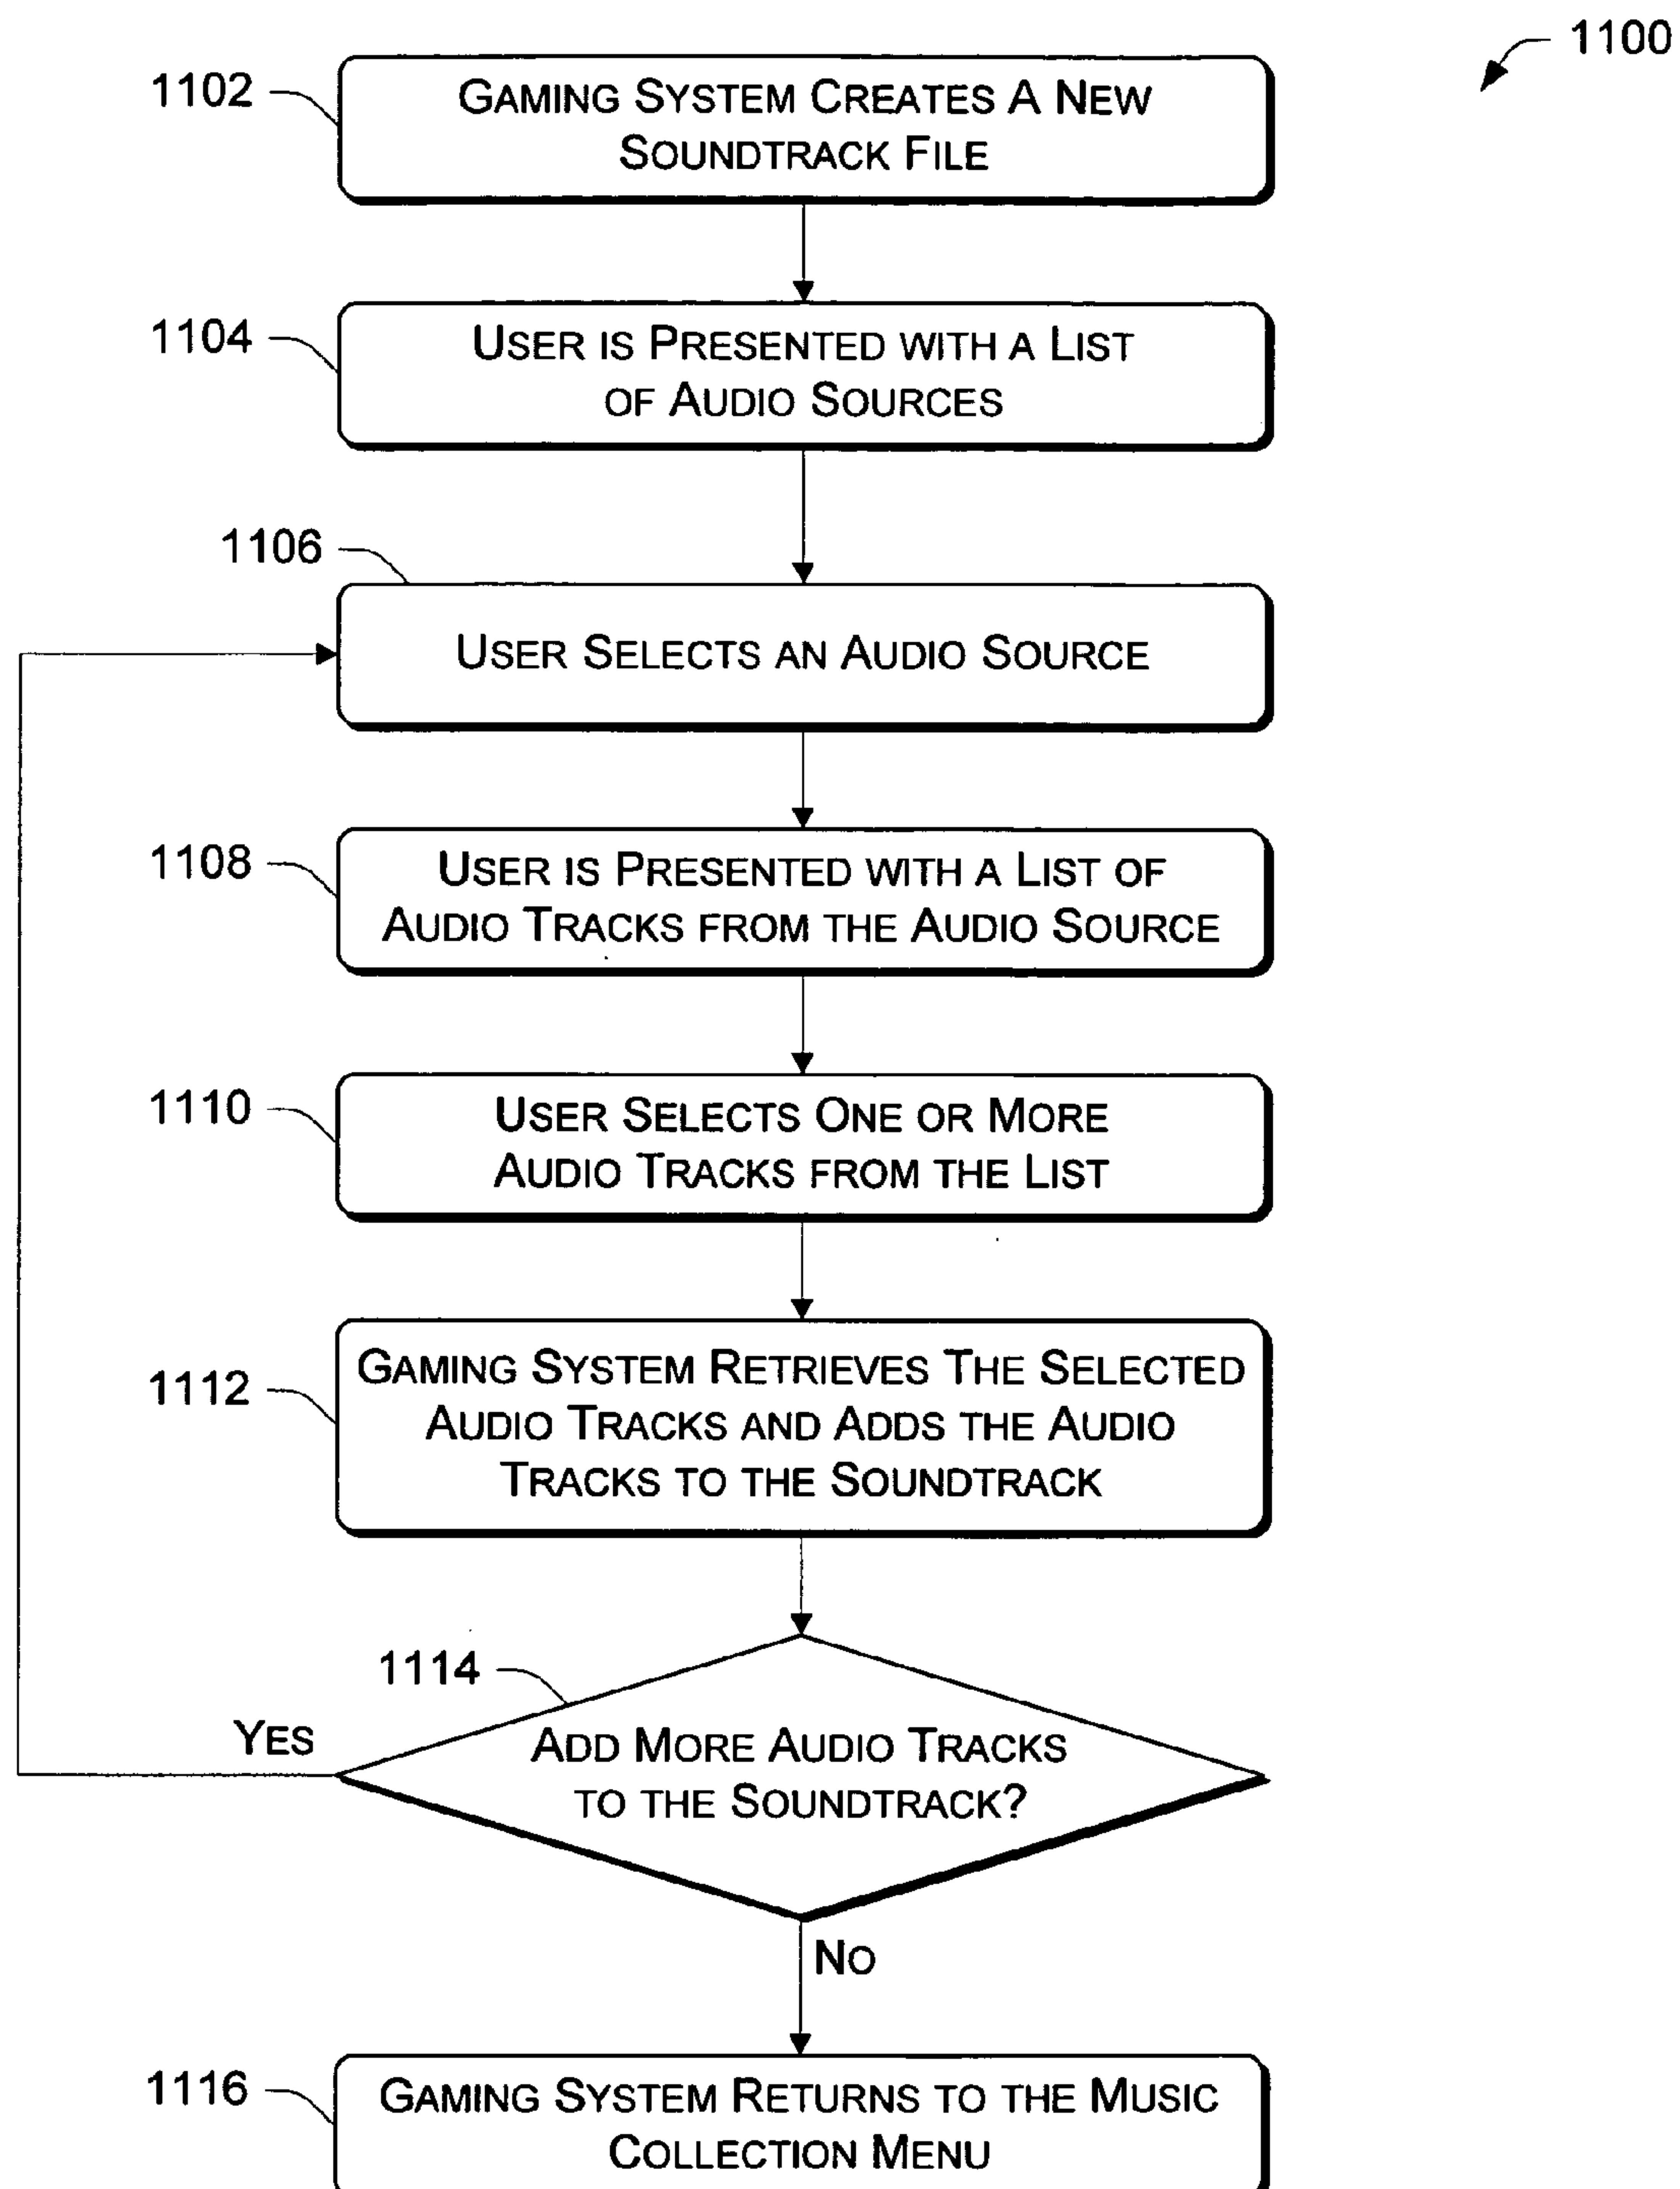 1100
1102
GAMING SYSTEM CREATES A NEW
SOUNDTRACK FILE
1104
USER IS PRESENTED WITH A LIST
OF AUDIO SOURCES
1106
USER SELECTS AN AUDIO SOURCE
1108
USER IS PRESENTED WITH A LIST OF
AUDIO TRACKS FROM THE AUDIO SOURCE
1110
USER SELECTS ONE OR MORE
AUDIO TRACKS FROM THE LIST
1112
GAMING SYSTEM RETRIEVES THE SELECTED
AUDIO TRACKS AND ADDS THE AUDIO
TRACKS TO THE SOUNDTRACK
1114
YES
ADD MORE AUDIO TRACKS
TO THE SOUNDTRACK?
NO
1116
GAMING SYSTEM RETURNS TO THE MUSIC
COLLECTION MENU